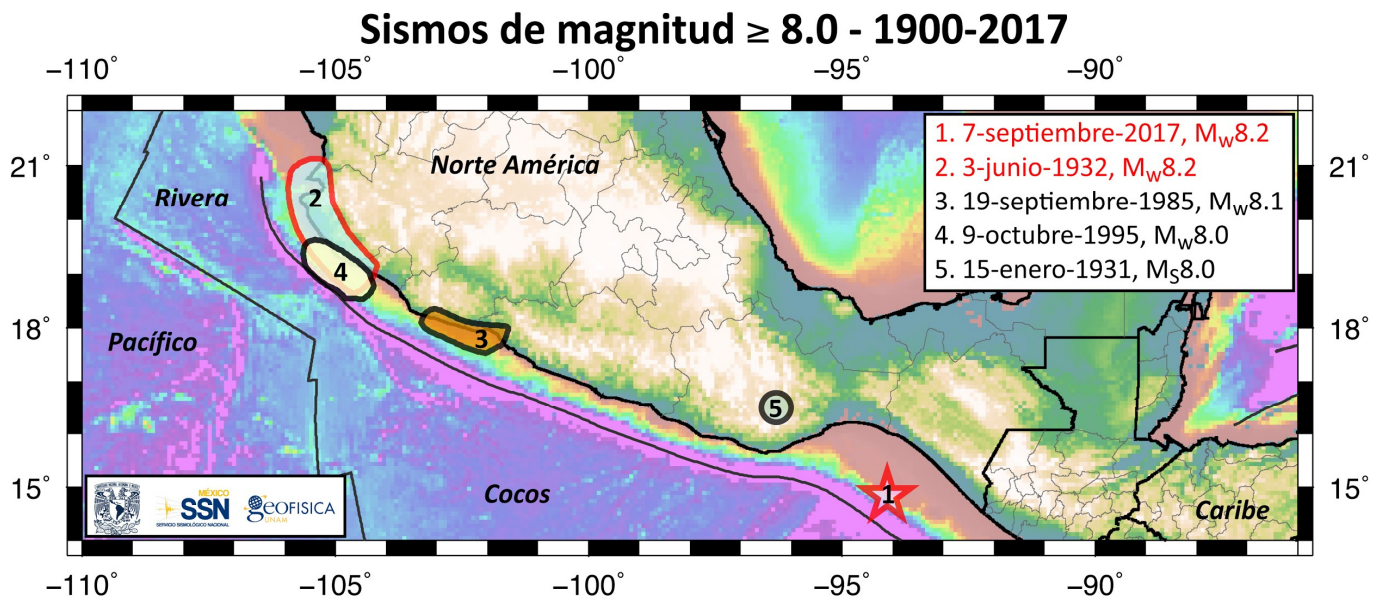 Sismos de magnitud ≥ 8.0 - 1900-2017
−110° −105° −100° −95° −90°
1. 7-septiembre-2017, Mw8.2
2. 3-junio-1932, Mw8.2
3. 19-septiembre-1985, Mw8.1
4. 9-octubre-1995, Mw8.0
5. 15-enero-1931, MS8.0
21° 21°
Norte América
Rivera
2
4
18° 18°
Pacífico
3
5
15° 15°
Cocos
1
Caribe
MÉXICO
SSN
SERVICIO SISMOLÓGICO NACIONAL
GEOFISICA
UNAM
−110° −105° −100° −95° −90°